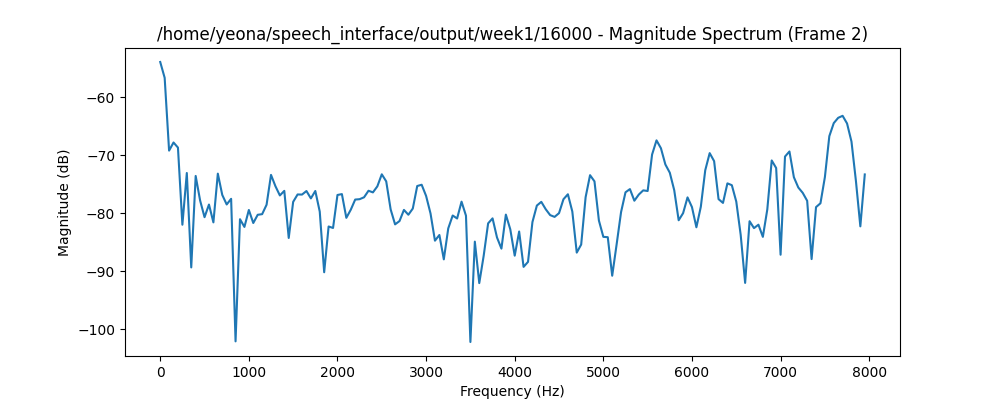 /home/yeona/speech_interface/output/week1/16000 - Magnitude Spectrum (Frame 2)
Magnitude (dB)
−60
−70
−80
−90
−100
0 1000 2000 3000 4000 5000 6000 7000 8000
Frequency (Hz)